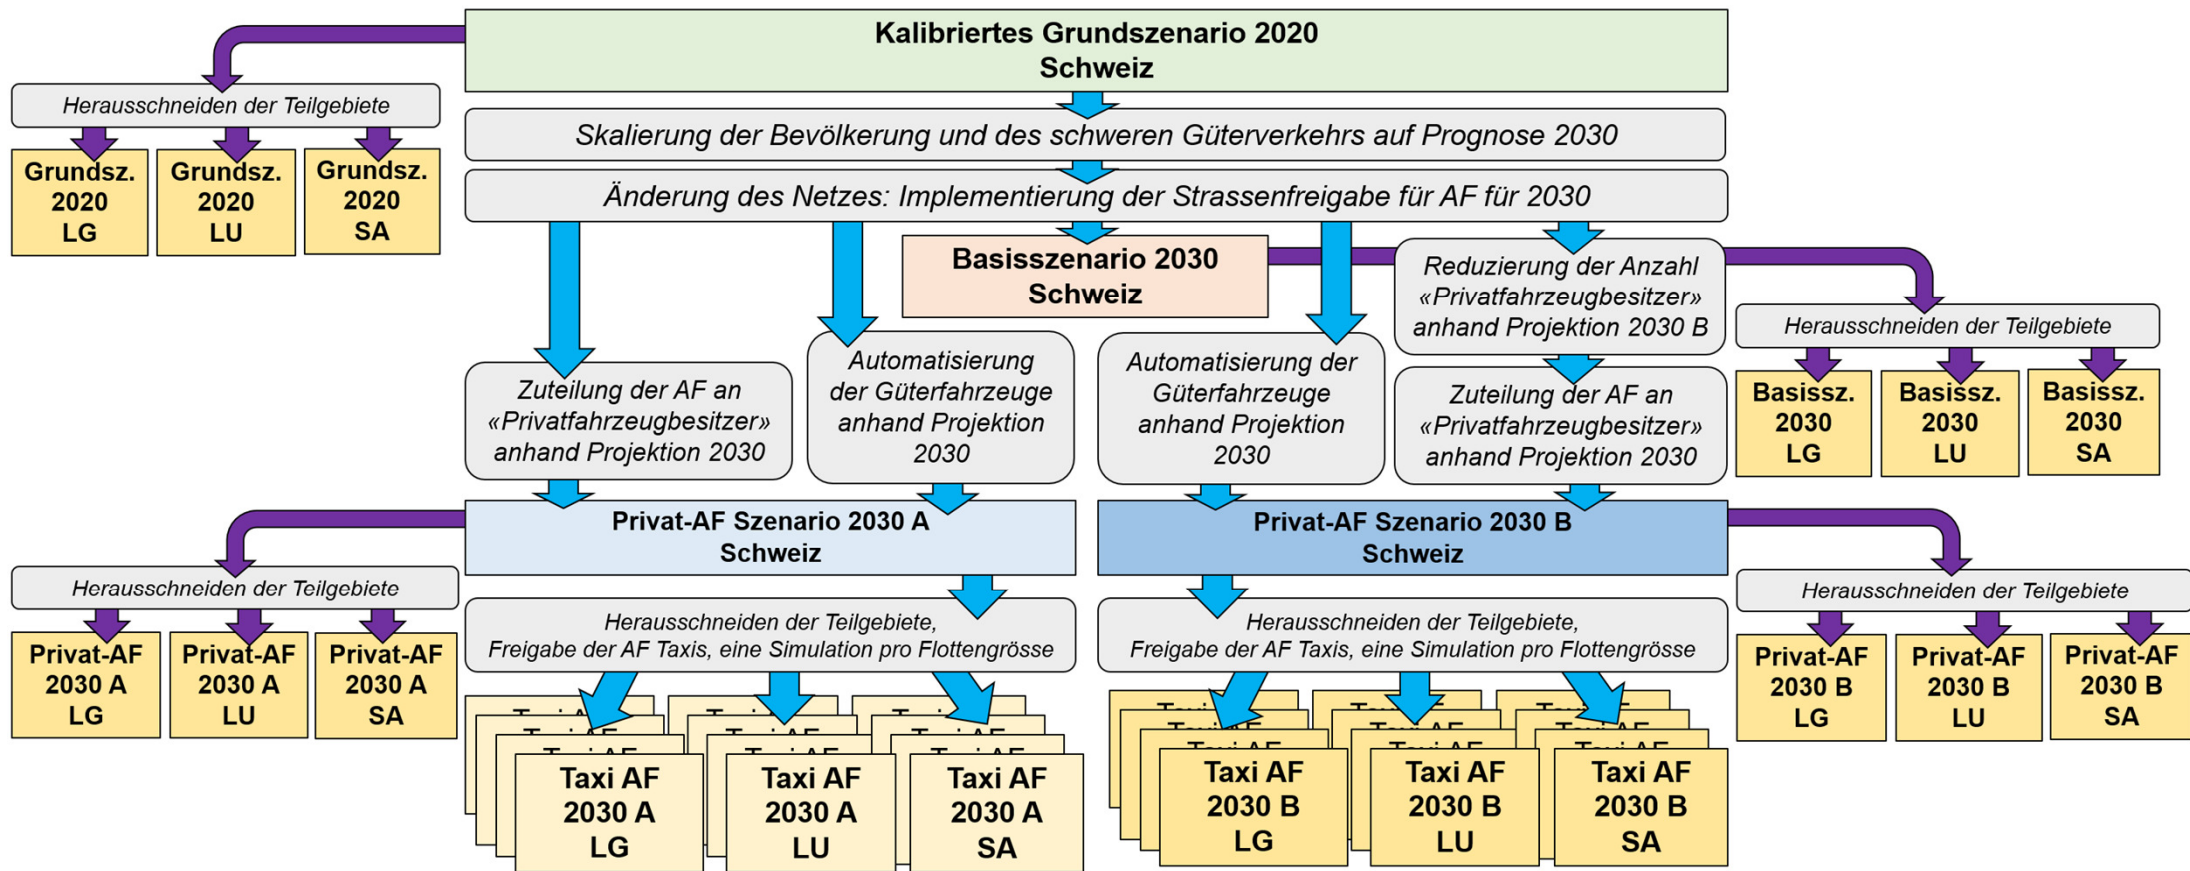 Kalibriertes Grundszenario 2020
Schweiz
Herausschneiden der Teilgebiete
Grundsz.
2020
LG
Grundsz.
2020
LU
Grundsz.
2020
SA
Skalierung der Bevölkerung und des schweren Güterverkehrs auf Prognose 2030
Änderung des Netzes: Implementierung der Strassenfreigabe für AF für 2030
Basisszenario 2030
Schweiz
Reduzierung der Anzahl
«Privatfahrzeugbesitzer»
anhand Projektion 2030 B
Herausschneiden der Teilgebiete
Basissz.
2030
LG
Basissz.
2030
LU
Basissz.
2030
SA
Zuteilung der AF an
«Privatfahrzeugbesitzer»
anhand Projektion 2030
Automatisierung
der Güterfahrzeuge
anhand Projektion
2030
Automatisierung der
Güterfahrzeuge
anhand Projektion
2030
Zuteilung der AF an
«Privatfahrzeugbesitzer»
anhand Projektion 2030
Privat-AF Szenario 2030 A
Schweiz
Privat-AF Szenario 2030 B
Schweiz
Herausschneiden der Teilgebiete
Privat-AF
2030 A
LG
Privat-AF
2030 A
LU
Privat-AF
2030 A
SA
Herausschneiden der Teilgebiete,
Freigabe der AF Taxis, eine Simulation pro Flottengrösse
Herausschneiden der Teilgebiete,
Freigabe der AF Taxis, eine Simulation pro Flottengrösse
Herausschneiden der Teilgebiete
Privat-AF
2030 B
LG
Privat-AF
2030 B
LU
Privat-AF
2030 B
SA
Taxi AF
2030 A
LG
Taxi AF
2030 A
LU
Taxi AF
2030 A
SA
Taxi AF
2030 B
LG
Taxi AF
2030 B
LU
Taxi AF
2030 B
SA